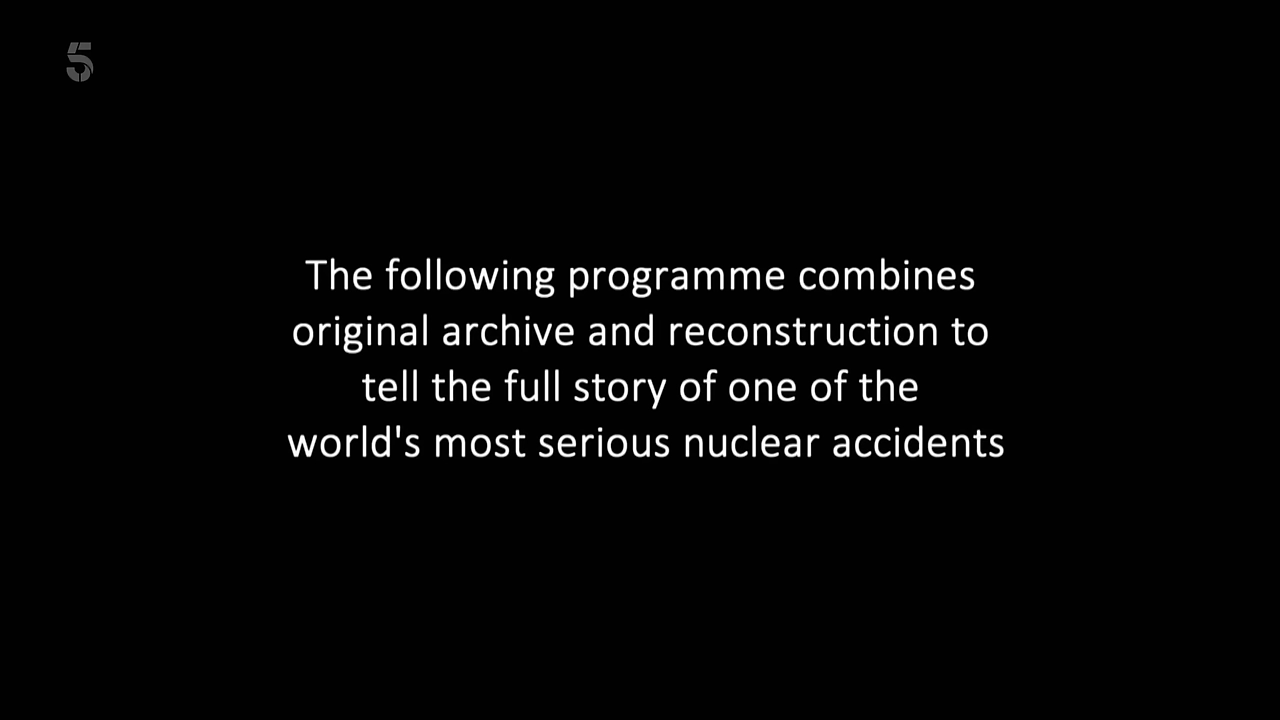 5
The following programme combines
original archive and reconstruction to
tell the full story of one of the
world's most serious nuclear accidents